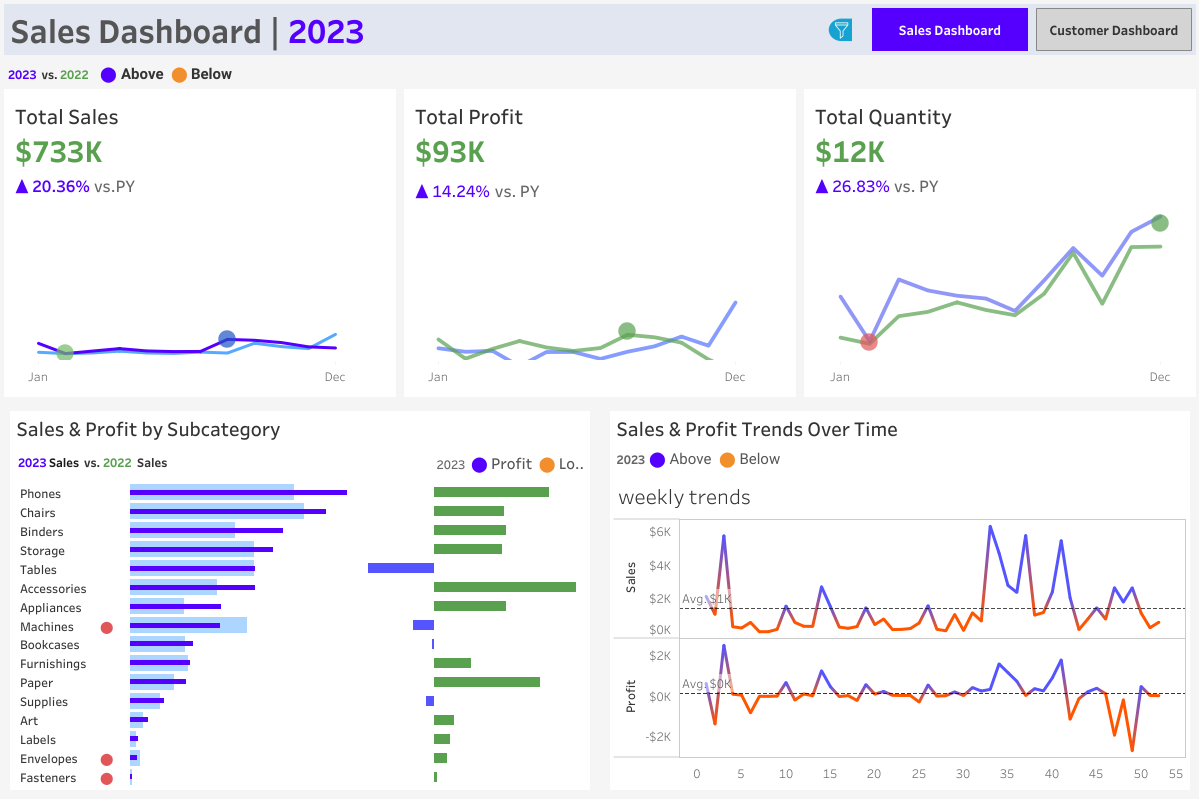 Sales Dashboard | 2023
Sales Dashboard
Customer Dashboard
2023 vs. 2022 Above Below
Total Sales
$733K
▲ 20.36% vs.PY
Jan Dec
Total Profit
$93K
▲ 14.24% vs. PY
Jan Dec
Total Quantity
$12K
▲ 26.83% vs. PY
Jan Dec
Sales & Profit by Subcategory
2023 Sales vs. 2022 Sales
2023 Profit Lo..
Phones
Chairs
Binders
Storage
Tables
Accessories
Appliances
Machines
Bookcases
Furnishings
Paper
Supplies
Art
Labels
Envelopes
Fasteners
Sales & Profit Trends Over Time
2023 Above Below
weekly trends
Sales
$6K
$4K
$2K
$0K
Avg. $1K
Profit
$2K
$0K
-$2K
Avg. $0K
0 5 10 15 20 25 30 35 40 45 50 55